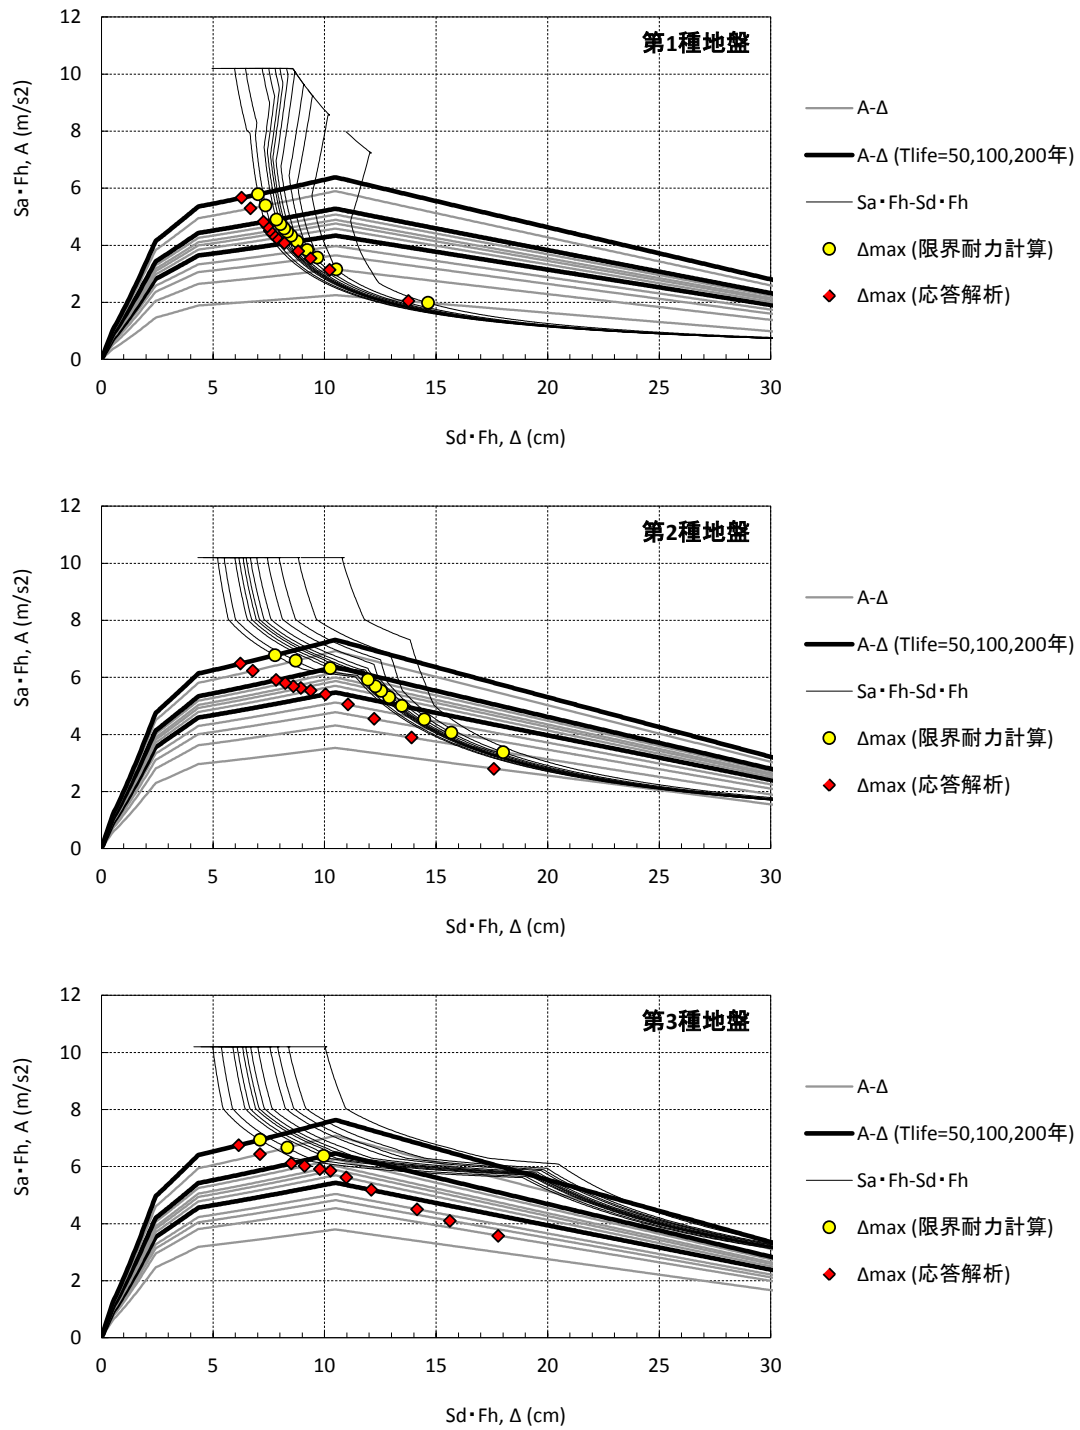 第1種地盤
Sa・Fh, A (m/s2)
12
10
8
6
4
2
0
0 5 10 15 20 25 30
Sd・Fh, Δ (cm)
A-Δ
A-Δ (Tlife=50,100,200年)
Sa・Fh-Sd・Fh
Δmax (限界耐力計算)
Δmax (応答解析)
第2種地盤
Sa・Fh, A (m/s2)
12
10
8
6
4
2
0
0 5 10 15 20 25 30
Sd・Fh, Δ (cm)
A-Δ
A-Δ (Tlife=50,100,200年)
Sa・Fh-Sd・Fh
Δmax (限界耐力計算)
Δmax (応答解析)
第3種地盤
Sa・Fh, A (m/s2)
12
10
8
6
4
2
0
0 5 10 15 20 25 30
Sd・Fh, Δ (cm)
A-Δ
A-Δ (Tlife=50,100,200年)
Sa・Fh-Sd・Fh
Δmax (限界耐力計算)
Δmax (応答解析)